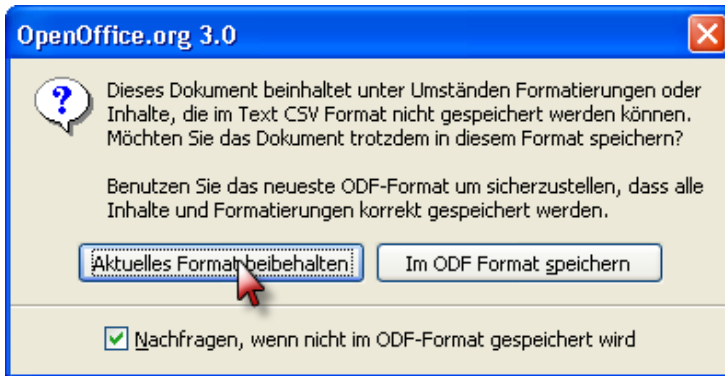 OpenOffice.org 3.0
Dieses Dokument beinhaltet unter Umständen Formatierungen oder
Inhalte, die im Text CSV Format nicht gespeichert werden können.
Möchten Sie das Dokument trotzdem in diesem Format speichern?
Benutzen Sie das neueste ODF-Format um sicherzustellen, dass alle
Inhalte und Formatierungen korrekt gespeichert werden.
Aktuelles Format beibehalten Im ODF Format speichern
Nachfragen, wenn nicht im ODF-Format gespeichert wird